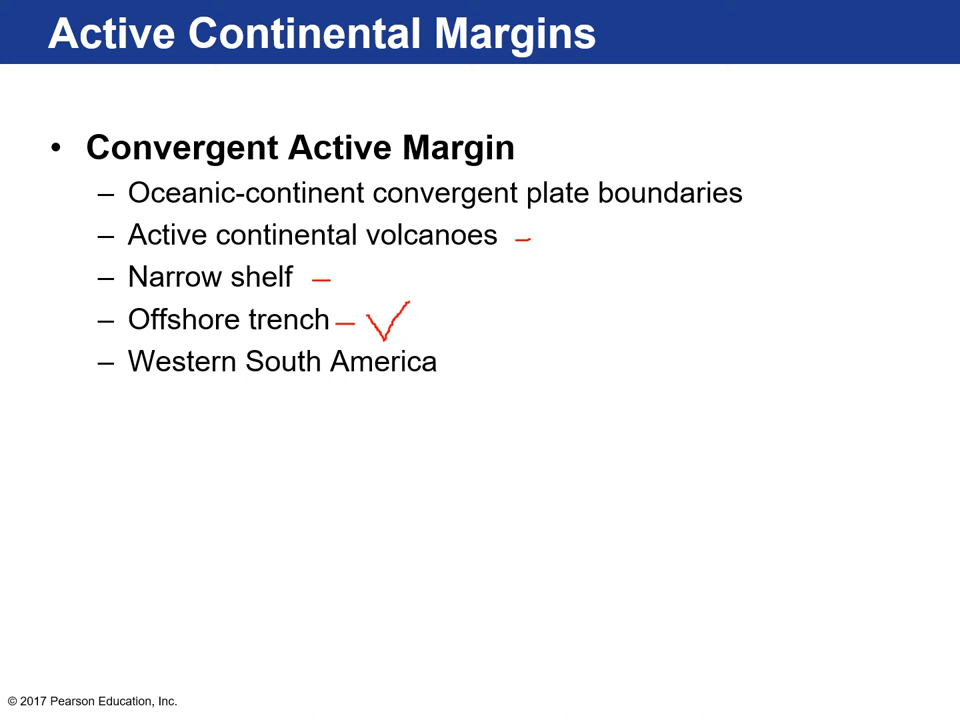 Active Continental Margins
• Convergent Active Margin
– Oceanic-continent convergent plate boundaries
– Active continental volcanoes
– Narrow shelf
– Offshore trench
– Western South America
© 2017 Pearson Education, Inc.